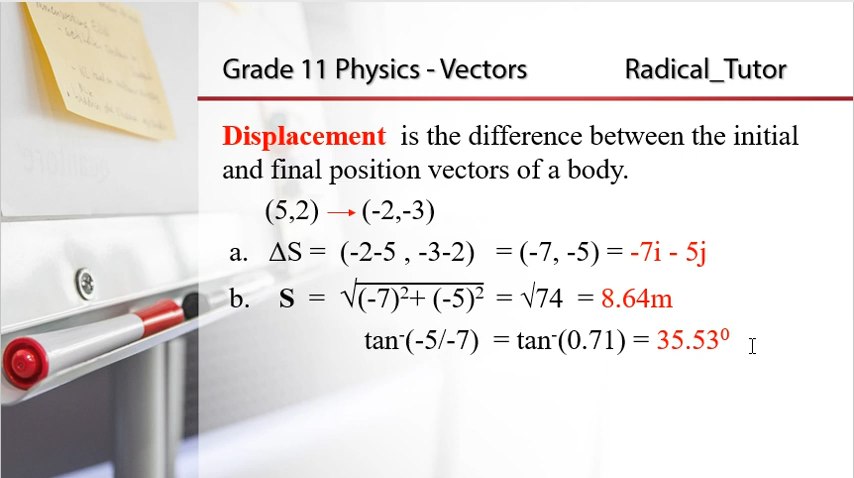 Grade 11 Physics - Vectors Radical_Tutor
Displacement is the difference between the initial
and final position vectors of a body.
(5,2) → (-2,-3)
a. ΔS = (-2-5 , -3-2) = (-7, -5) = -7i - 5j
b. S = √(-7)²+ (-5)² = √74 = 8.64m
tan⁻(-5/-7) = tan⁻(0.71) = 35.53⁰